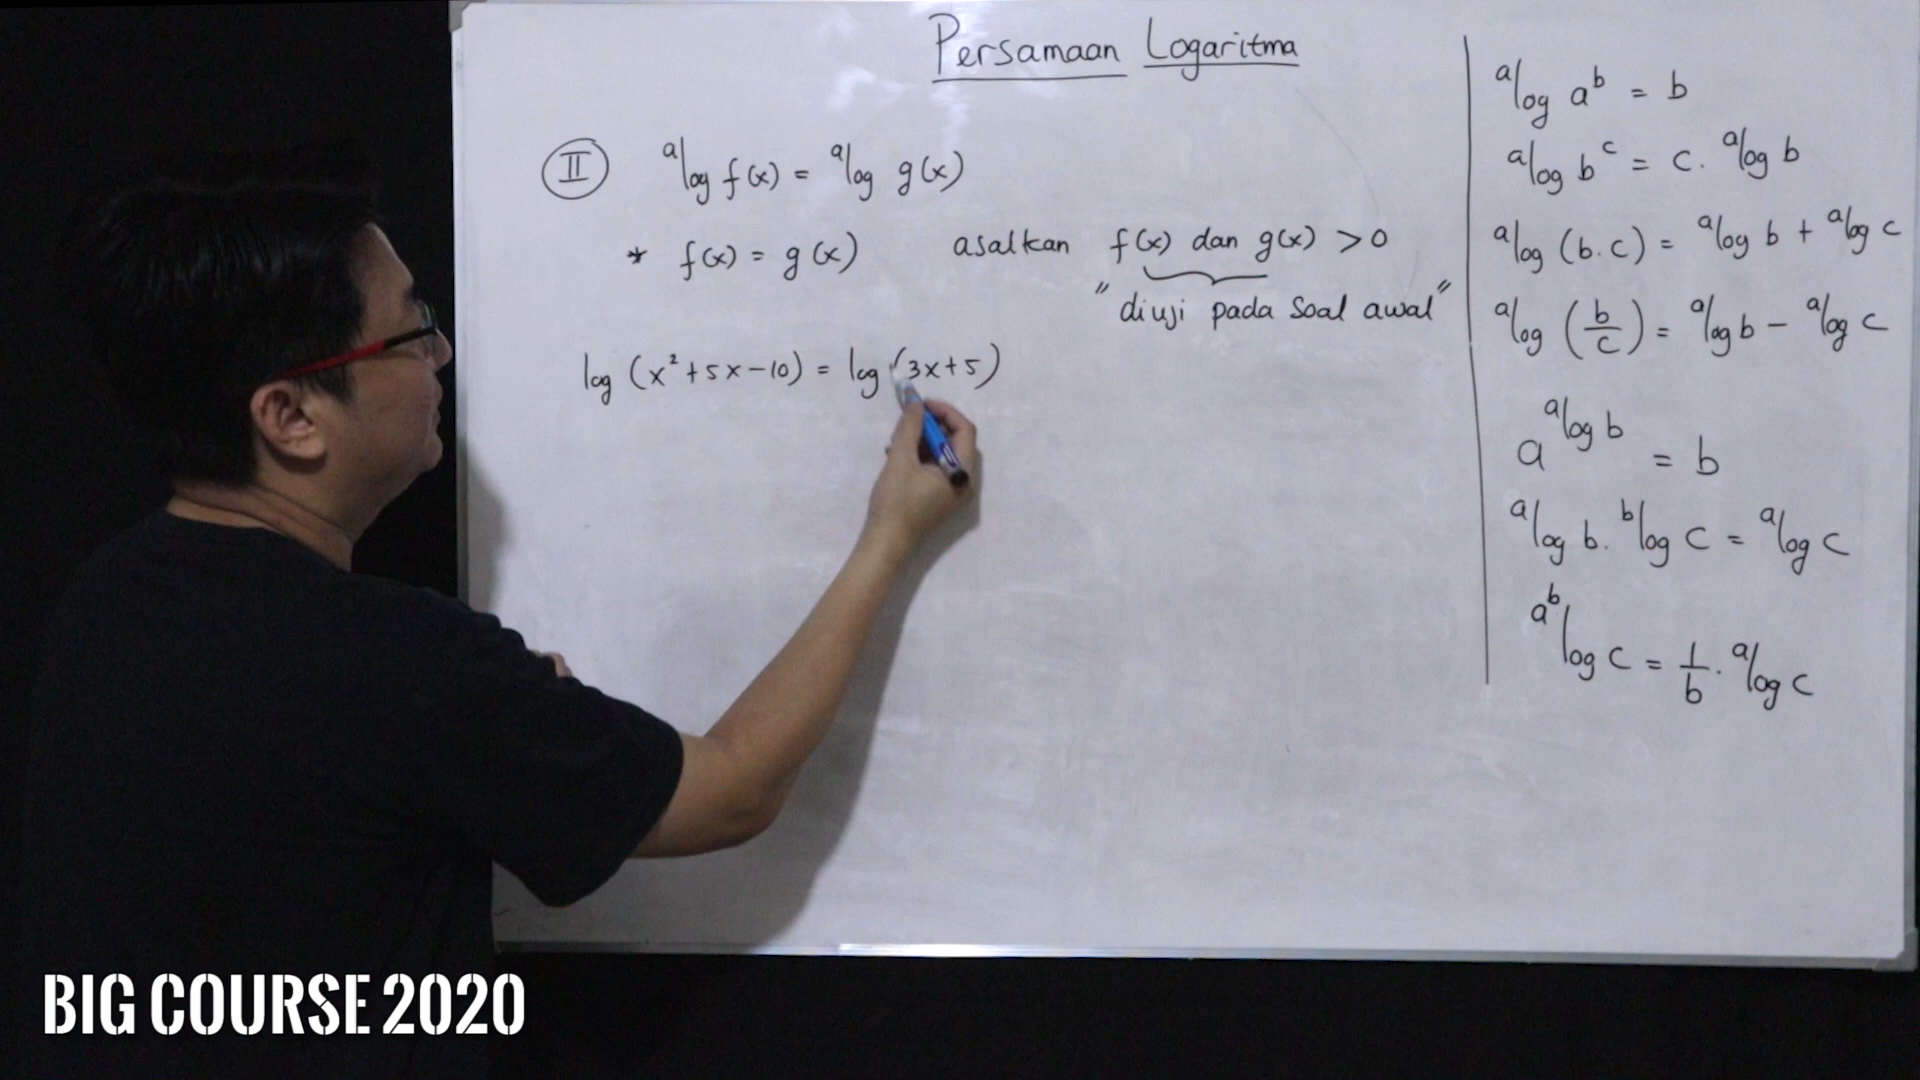 Persamaan Logaritma
II ᵃlog f(x) = ᵃlog g(x)
* f(x) = g(x) asalkan f(x) dan g(x) > 0
"diuji pada Soal awal"
log (x² + 5x - 10) = log (3x + 5)
ᵃlog aᵇ = b
ᵃlog bᶜ = c. ᵃlog b
ᵃlog (b.c) = ᵃlog b + ᵃlog c
ᵃlog (b/c) = ᵃlog b - ᵃlog c
a^(ᵃlog b) = b
ᵃlog b. ᵇlog c = ᵃlog c
^(aᵇ)log c = 1/b . ᵃlog c
BIG COURSE 2020